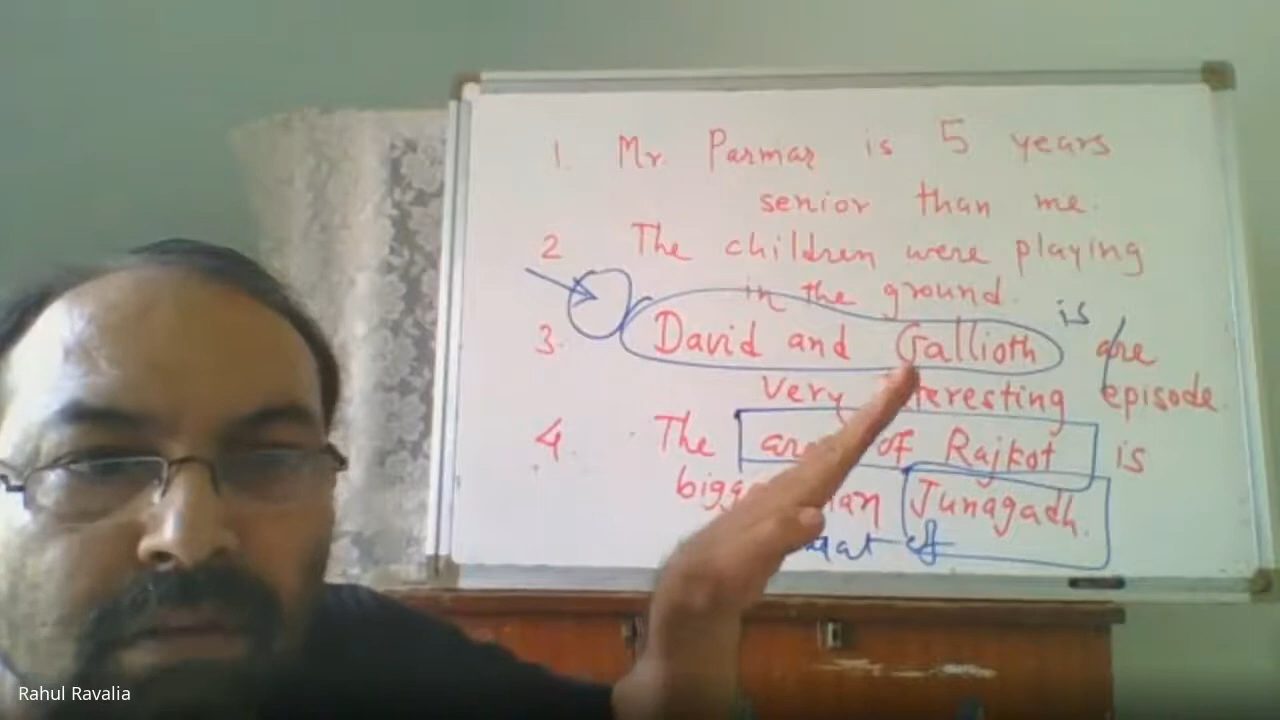 1. Mr. Parmar is 5 years
senior than me.
2 The children were playing
in the ground.
is
3. David and Gallioth are
very episode
4. The of Rajkot is
Junagadh.
of
Rahul Ravalia